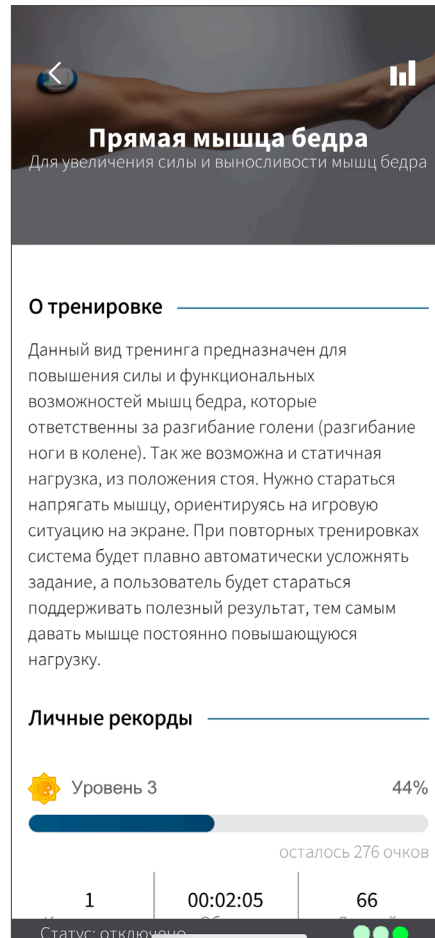 Прямая мышца бедра
Для увеличения силы и выносливости мышц бедра
О тренировке
Данный вид тренинга предназначен для
повышения силы и функциональных
возможностей мышц бедра, которые
ответственны за разгибание голени (разгибание
ноги в колене). Так же возможна и статичная
нагрузка, из положения стоя. Нужно стараться
напрягать мышцу, ориентируясь на игровую
ситуацию на экране. При повторных тренировках
система будет плавно автоматически усложнять
задание, а пользователь будет стараться
поддерживать полезный результат, тем самым
давать мышце постоянно повышающуюся
нагрузку.
Личные рекорды
Уровень 3 44%
осталось 276 очков
1 00:02:05 66
Статус: отключено